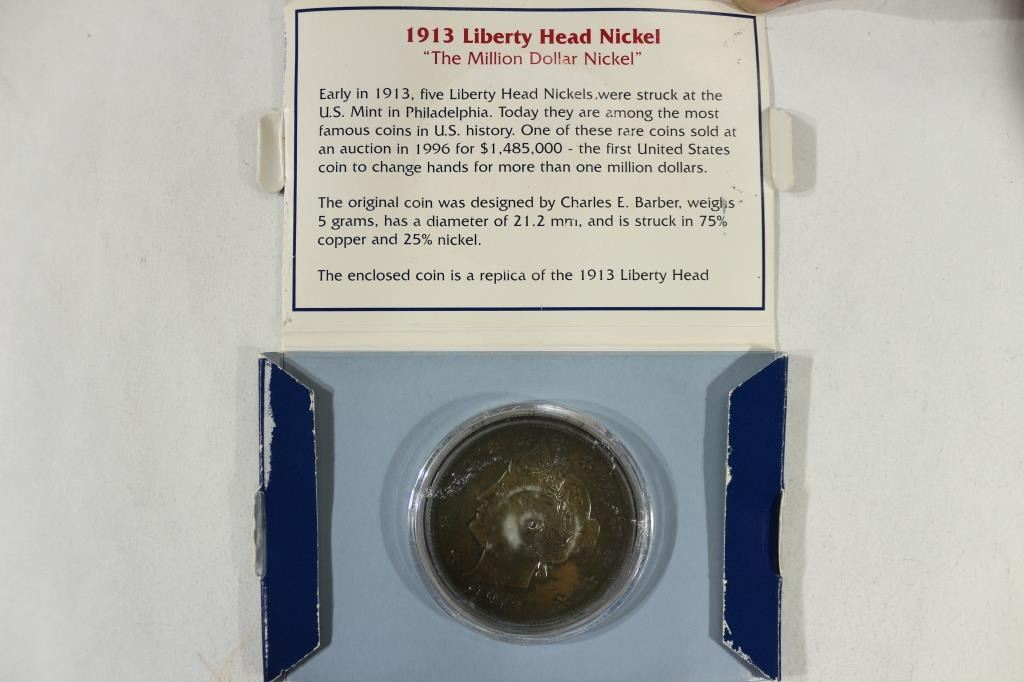 1913 Liberty Head Nickel
“The Million Dollar Nickel”
Early in 1913, five Liberty Head Nickels,were struck at the
U.S. Mint in Philadelphia. Today they are among the most
famous coins in U.S. history. One of these rare coins sold at
an auction in 1996 for $1,485,000 - the first United States
coin to change hands for more than one million dollars.
The original coin was designed by Charles E. Barber, weighs
5 grams, has a diameter of 21.2 mm, and is struck in 75%
copper and 25% nickel.
The enclosed coin is a replica of the 1913 Liberty Head
1913